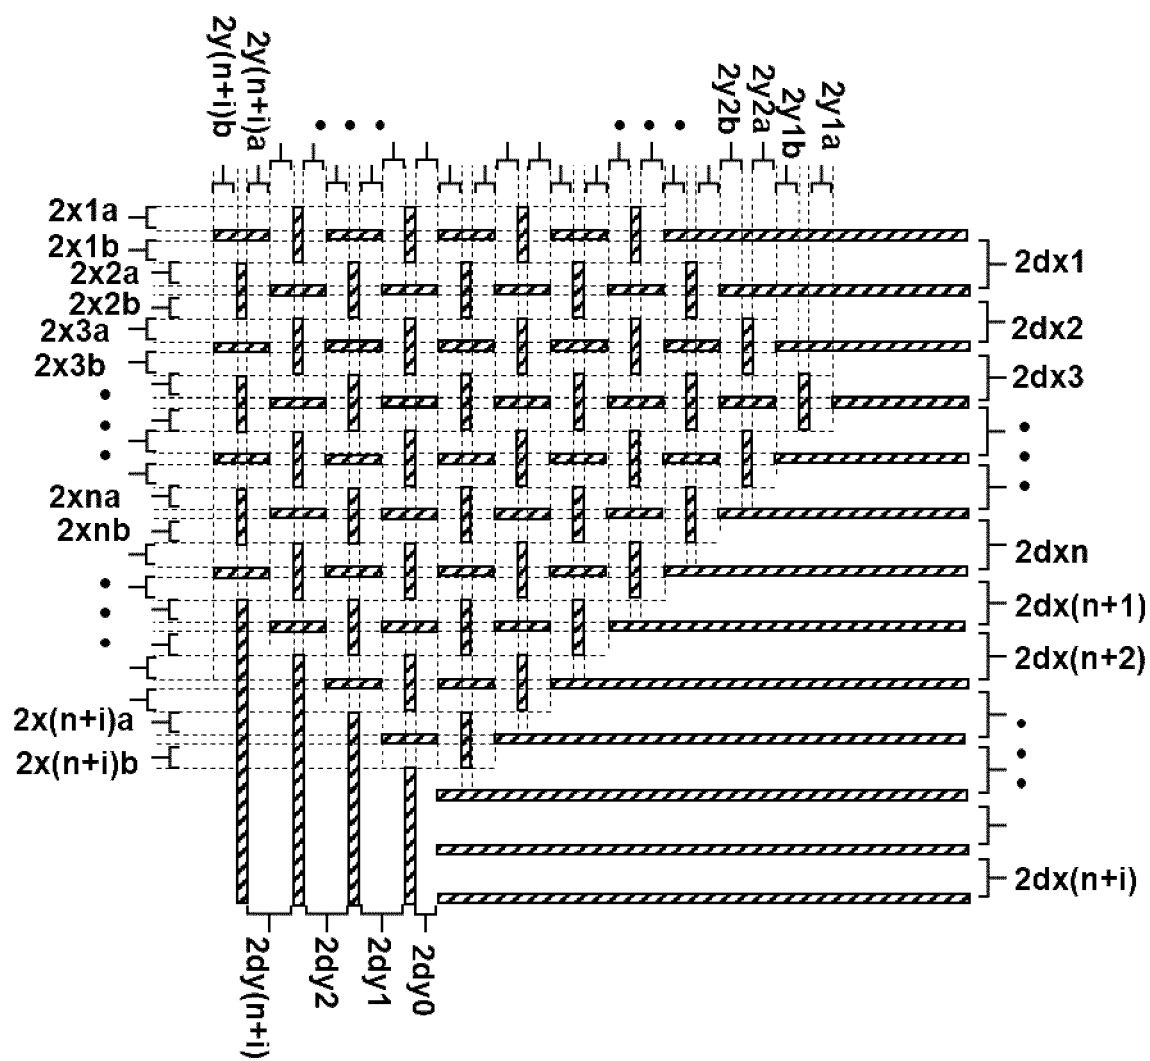 2y(n+i)b
2y(n+i)a
2y2b
2y2a
2y1b
2y1a
2x1a
2x1b
2x2a
2x2b
2x3a
2x3b
2xna
2xnb
2x(n+i)a
2x(n+i)b
2dx1
2dx2
2dx3
2dxn
2dx(n+1)
2dx(n+2)
2dx(n+i)
2dy(n+i)
2dy2
2dy1
2dy0